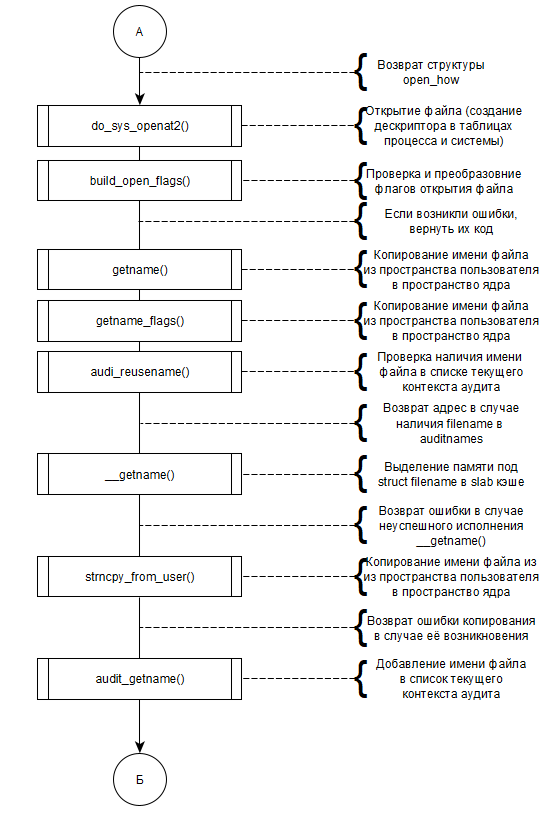 А
Возврат структуры
open_how
do_sys_openat2()
Открытие файла (создание
дескриптора в таблицах
процесса и системы)
build_open_flags()
Проверка и преобразовние
флагов открытия файла
Если возникли ошибки,
вернуть их код
getname()
Копирование имени файла
из пространства пользователя
в пространство ядра
getname_flags()
Копирование имени файла
из пространства пользователя
в пространство ядра
audi_reusename()
Проверка наличия имени
файла в списке текущего
контекста аудита
Возврат адрес в случае
наличия filename в
auditnames
__getname()
Выделение памяти под
struct filename в slab кэше
Возврат ошибки в случае
неуспешного исполнения
__getname()
strncpy_from_user()
Копирование имени файла из
из пространства пользователя
в пространство ядра
Возврат ошибки копирования
в случае её возникновения
audit_getname()
Добавление имени файла
в список текущего
контекста аудита
Б